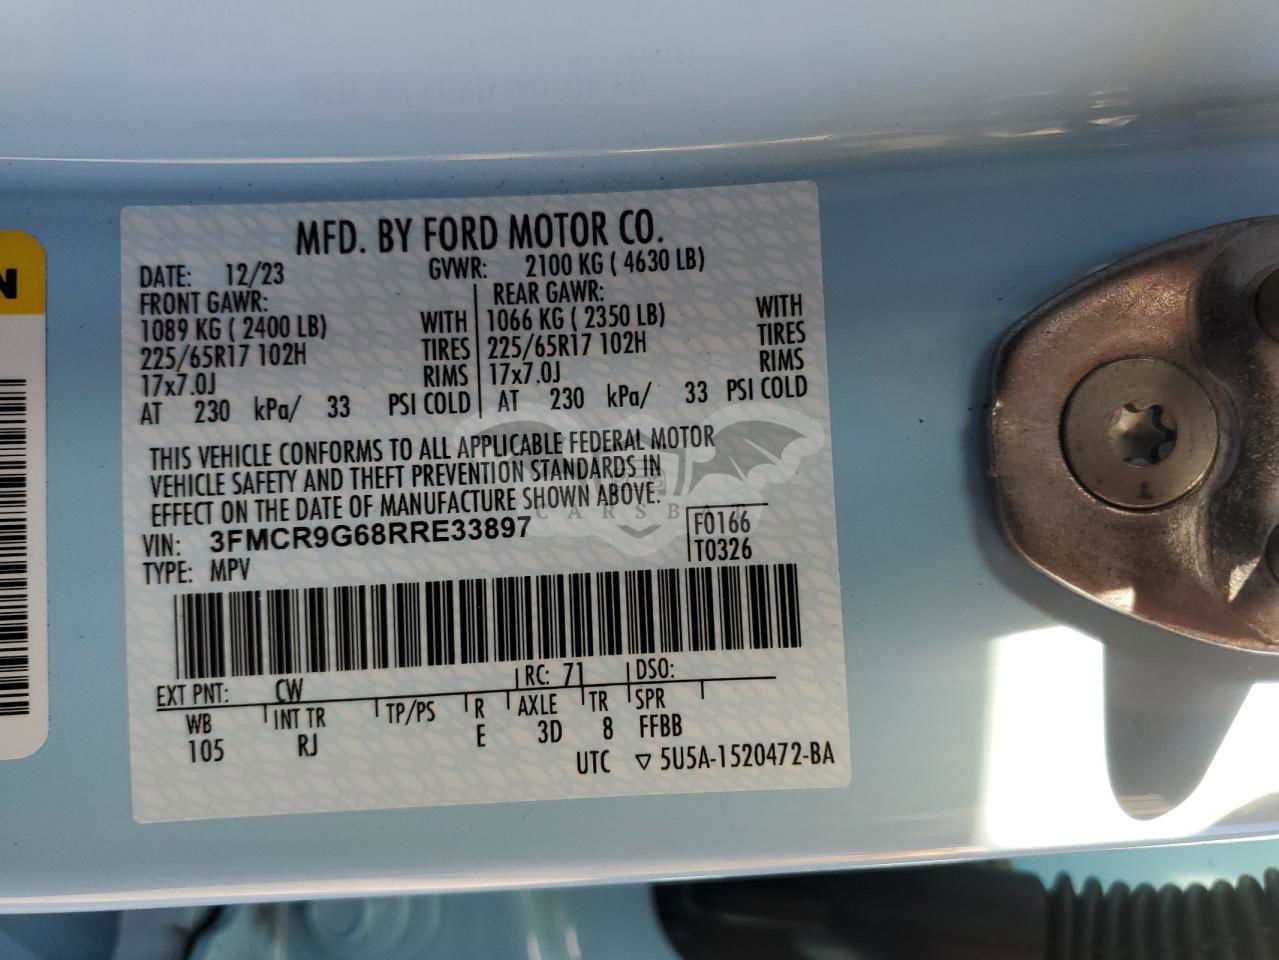 N
MFD. BY FORD MOTOR CO.
DATE: 12/23 GVWR: 2100 KG ( 4630 LB)
FRONT GAWR: REAR GAWR:
1089 KG ( 2400 LB) WITH 1066 KG ( 2350 LB) WITH
225/65R17 102H TIRES 225/65R17 102H TIRES
17x7.0J RIMS 17x7.0J RIMS
AT 230 kPa/ 33 PSI COLD AT 230 kPa/ 33 PSI COLD
THIS VEHICLE CONFORMS TO ALL APPLICABLE FEDERAL MOTOR
VEHICLE SAFETY AND THEFT PREVENTION STANDARDS IN
EFFECT ON THE DATE OF MANUFACTURE SHOWN ABOVE.
CARSBAT
VIN: 3FMCR9G68RRE33897 F0166
TYPE: MPV T0326
EXT PNT: CW RC: 71 DSO:
WB INT TR TP/PS R AXLE TR SPR
105 RJ E 3D 8 FFBB
UTC ▽ 5U5A-1520472-BA